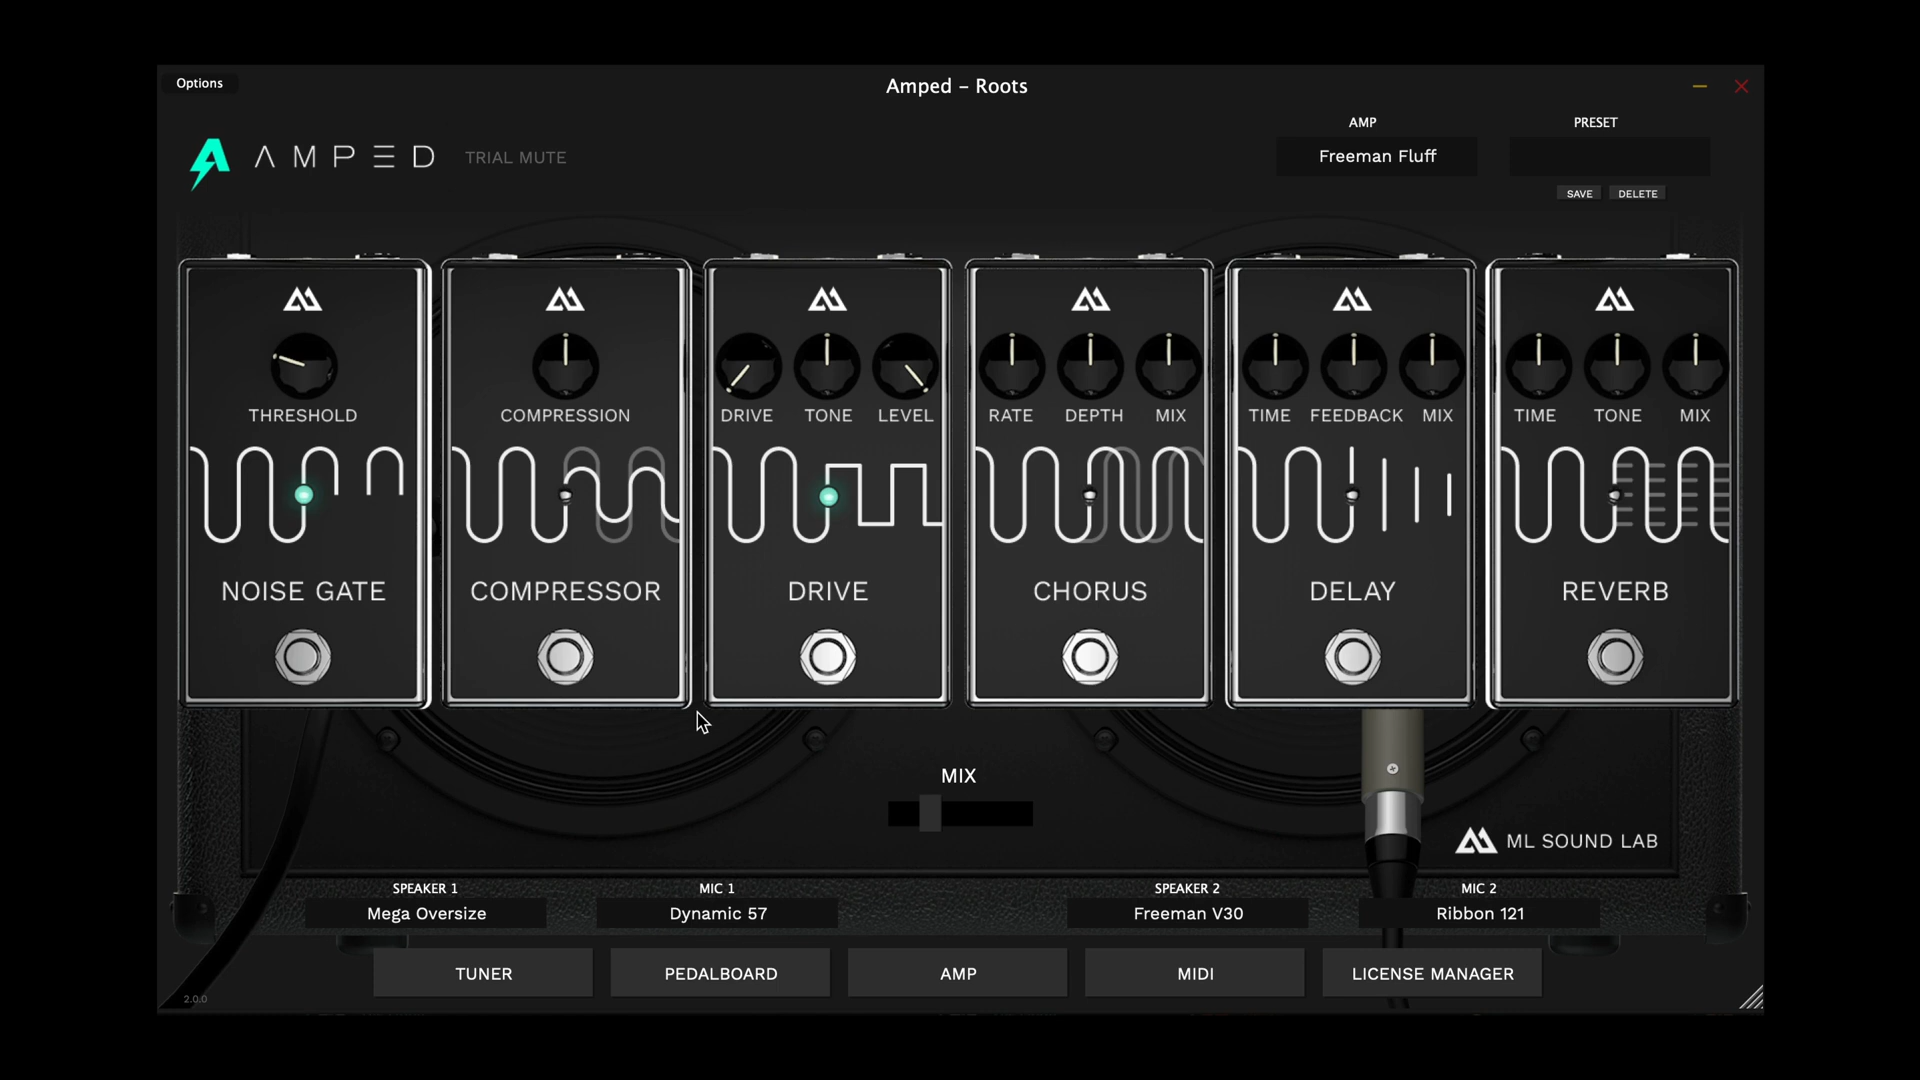 Options
Amped – Roots
AMPED
TRIAL MUTE
AMP
Freeman Fluff
PRESET
SAVE
DELETE
THRESHOLD
NOISE GATE
COMPRESSION
COMPRESSOR
DRIVE TONE LEVEL
DRIVE
RATE DEPTH MIX
CHORUS
TIME FEEDBACK MIX
DELAY
TIME TONE MIX
REVERB
MIX
ML SOUND LAB
SPEAKER 1
Mega Oversize
MIC 1
Dynamic 57
SPEAKER 2
Freeman V30
MIC 2
Ribbon 121
TUNER
PEDALBOARD
AMP
MIDI
LICENSE MANAGER
2.0.0